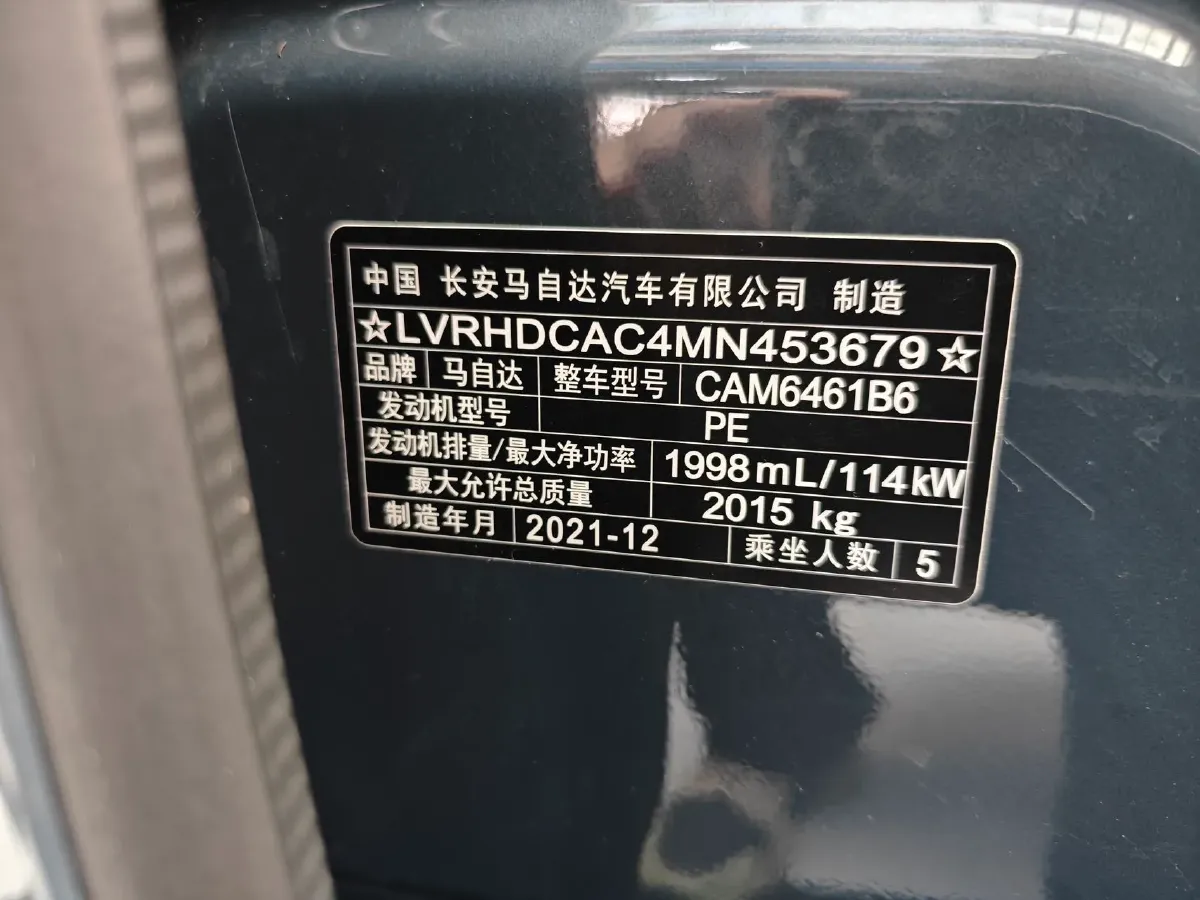 中国 长安马自达汽车有限公司 制造
☆LVRHDCAC4MN453679☆
品牌 马自达 整车型号 CAM6461B6
发动机型号 PE
发动机排量/最大净功率 1998mL/114kW
最大允许总质量 2015 kg
制造年月 2021-12 乘坐人数 5